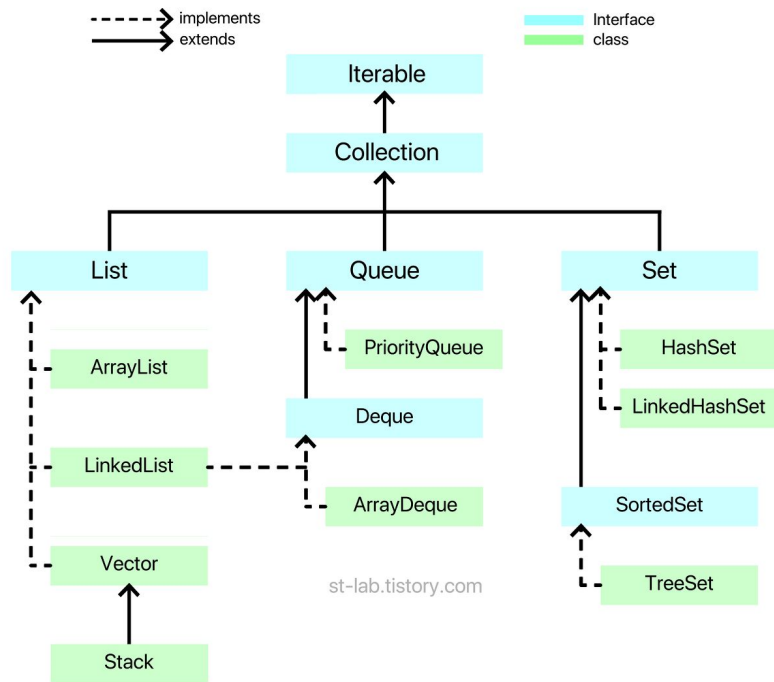 implements
extends
Interface
class
Iterable
Collection
List
Queue
Set
ArrayList
PriorityQueue
HashSet
LinkedHashSet
Deque
LinkedList
ArrayDeque
SortedSet
Vector
TreeSet
st-lab.tistory.com
Stack